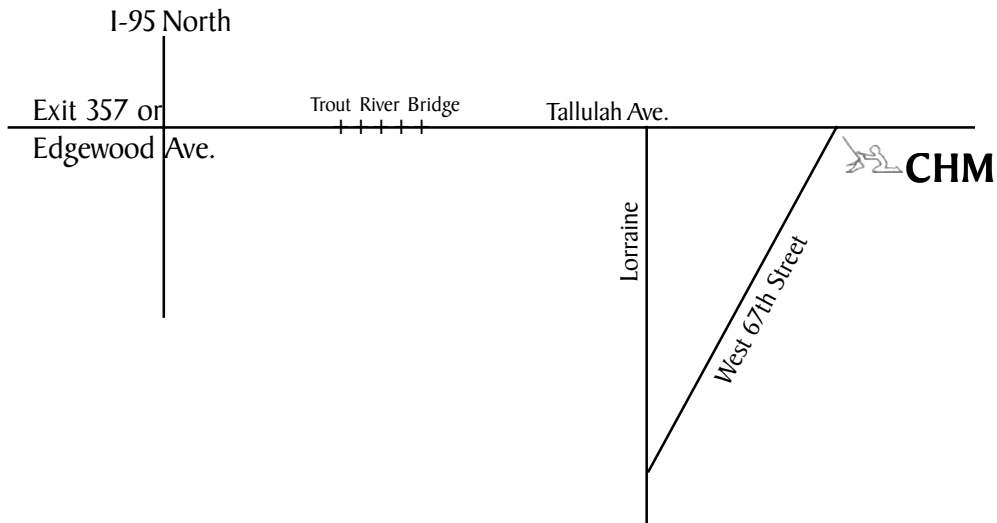 I-95 North
Exit 357 or
Trout River Bridge
Tallulah Ave.
Edgewood Ave.
CHM
Lorraine
West 67th Street